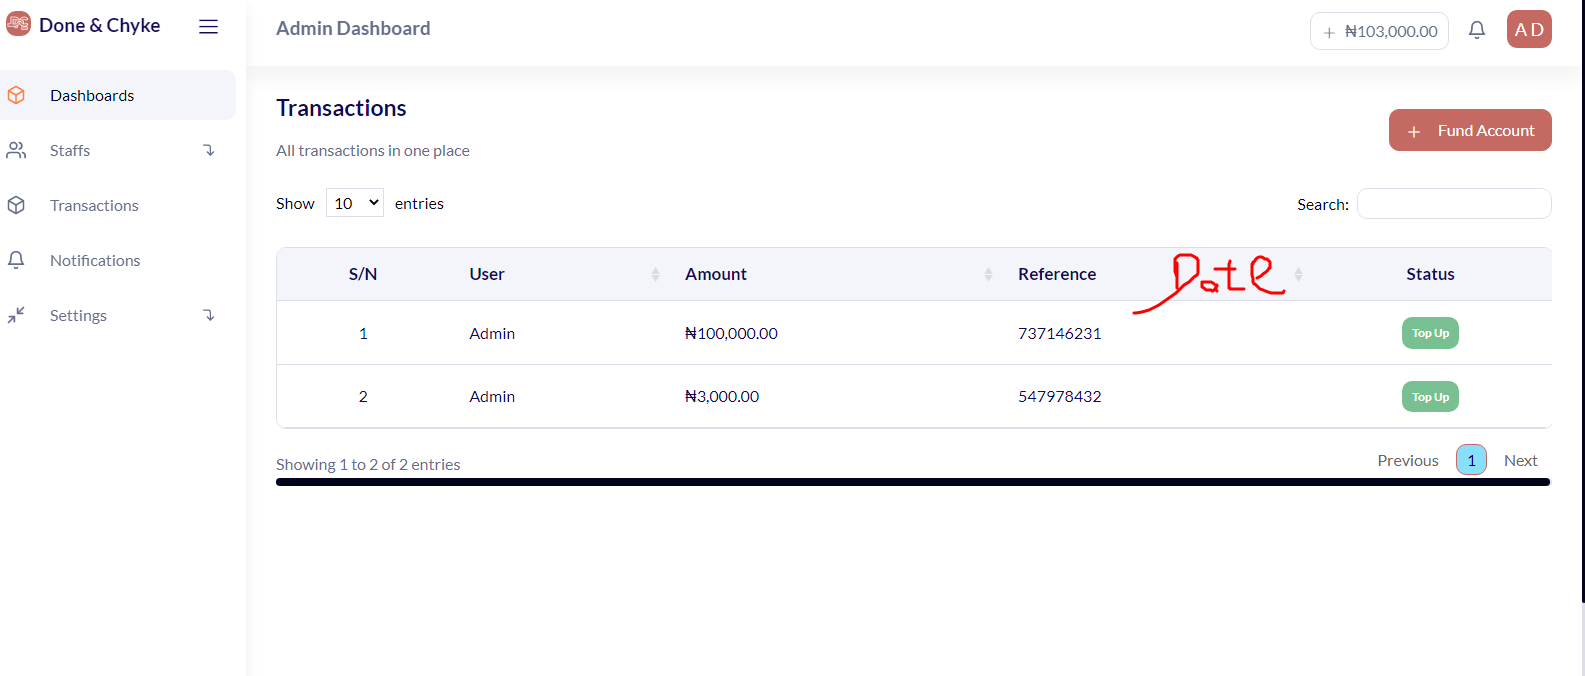 Done & Chyke
Admin Dashboard
+ ₦103,000.00
A D
Dashboards
Staffs
Transactions
Notifications
Settings
Transactions
All transactions in one place
+ Fund Account
Show 10 entries
Search:
S/N User Amount Reference Date Status
1 Admin ₦100,000.00 737146231 Top Up
2 Admin ₦3,000.00 547978432 Top Up
Showing 1 to 2 of 2 entries
Previous 1 Next